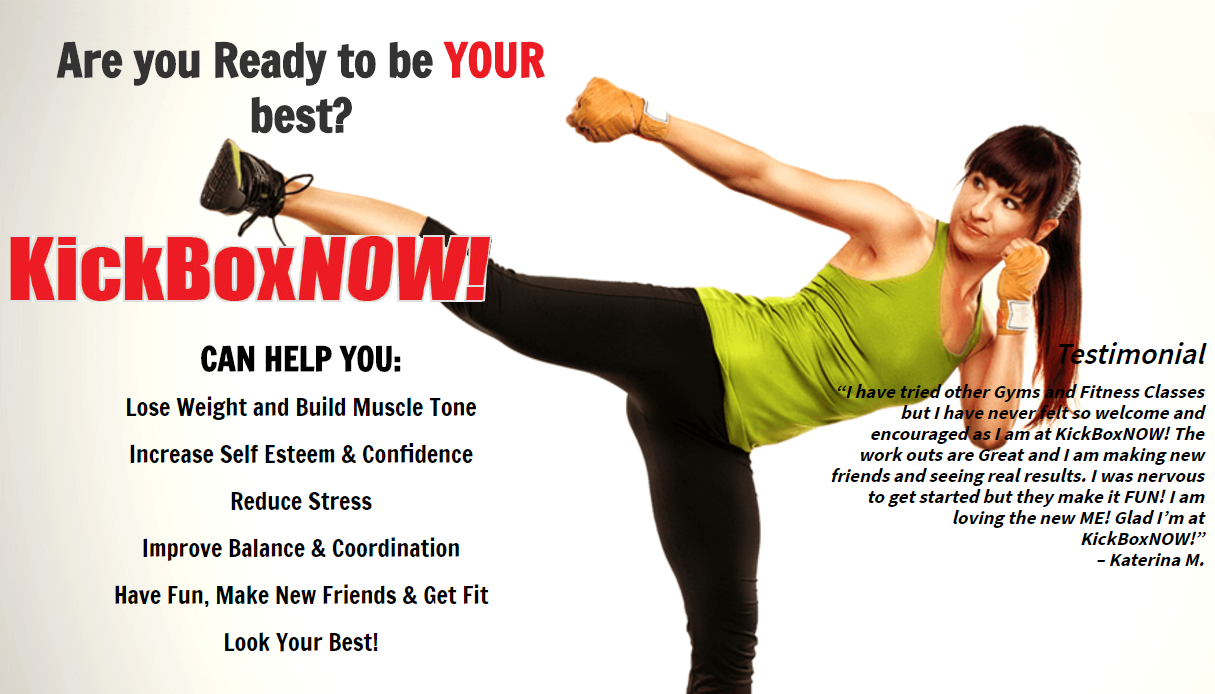 Are you Ready to be YOUR
best?
KickBoxNOW!
CAN HELP YOU:
Lose Weight and Build Muscle Tone
Increase Self Esteem & Confidence
Reduce Stress
Improve Balance & Coordination
Have Fun, Make New Friends & Get Fit
Look Your Best!
Testimonial
“I have tried other Gyms and Fitness Classes
but I have never felt so welcome and
encouraged as I am at KickBoxNOW! The
work outs are Great and I am making new
friends and seeing real results. I was nervous
to get started but they make it FUN! I am
loving the new ME! Glad I’m at
KickBoxNOW!”
– Katerina M.